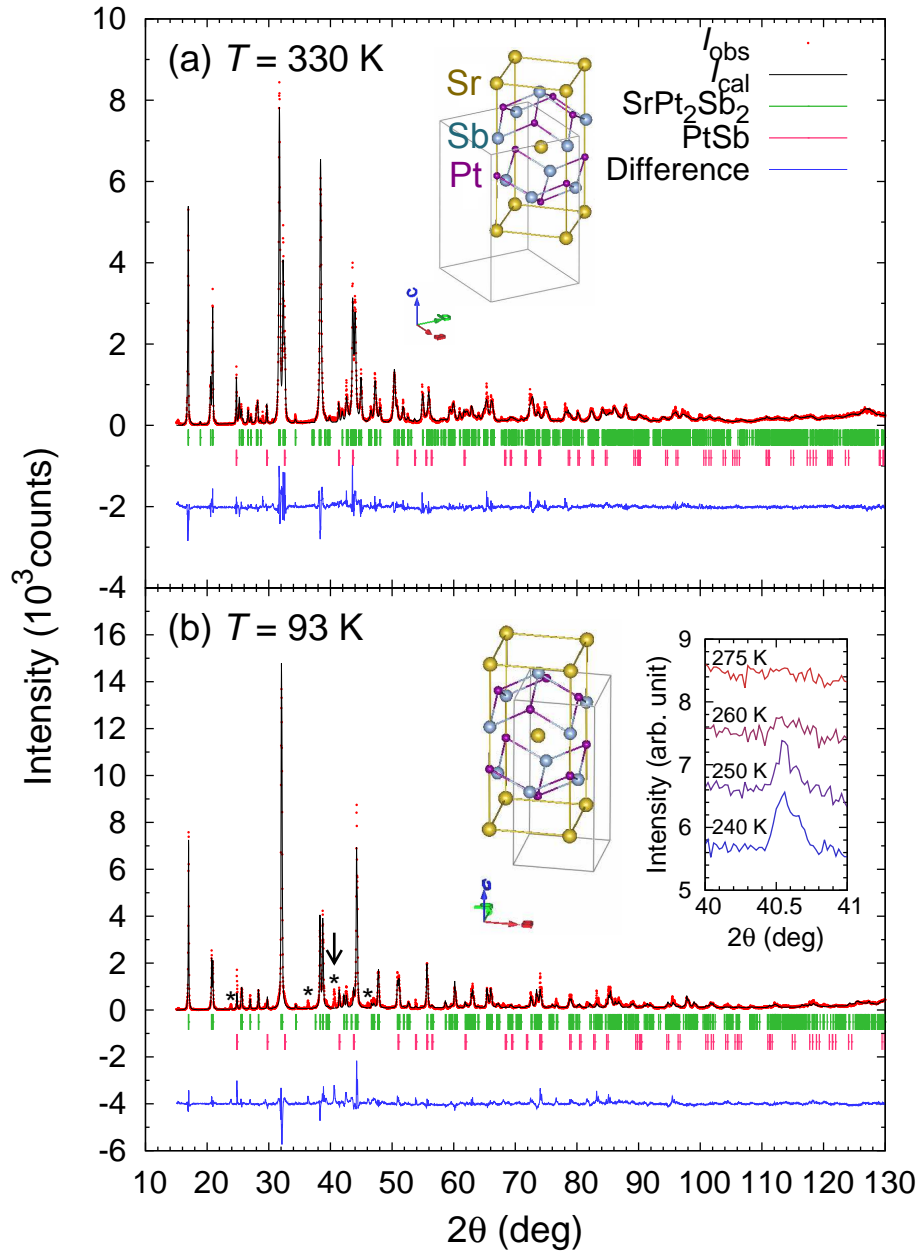 (a) T = 330 K
Sr
Sb
Pt
c
b
a
I_obs
I_cal
SrPt₂Sb₂
PtSb
Difference
10
8
6
4
2
0
-2
-4
Intensity (10³counts)
(b) T = 93 K
c
b
a
16
14
12
10
8
6
4
2
0
-2
-4
-6
* * * *
9
8
7
6
5
Intensity (arb. unit)
275 K
260 K
250 K
240 K
40 40.5 41
2θ (deg)
10 20 30 40 50 60 70 80 90 100 110 120 130
2θ (deg)